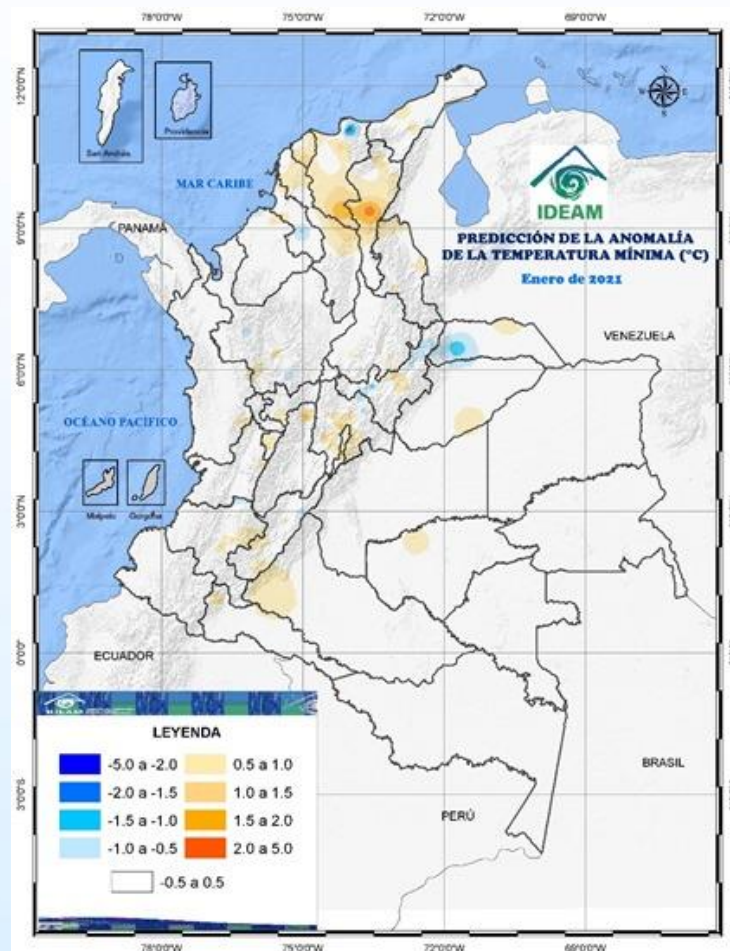 78°0'0"W 75°0'0"W 72°0'0"W 69°0'0"W
12°0'0"N
San Andrés
Providencia
MAR CARIBE
IDEAM
9°0'0"N
PANAMÁ
PREDICCIÓN DE LA ANOMALÍA
DE LA TEMPERATURA MÍNIMA (°C)
Enero de 2021
VENEZUELA
6°0'0"N
OCÉANO PACÍFICO
Malpelo
Gorgona
3°0'0"N
0°0'0"
ECUADOR
IDEAM
LEYENDA
-5.0 a -2.0 0.5 a 1.0
-2.0 a -1.5 1.0 a 1.5
-1.5 a -1.0 1.5 a 2.0
-1.0 a -0.5 2.0 a 5.0
-0.5 a 0.5
BRASIL
3°0'0"S
PERÚ
78°0'0"W 75°0'0"W 72°0'0"W 69°0'0"W